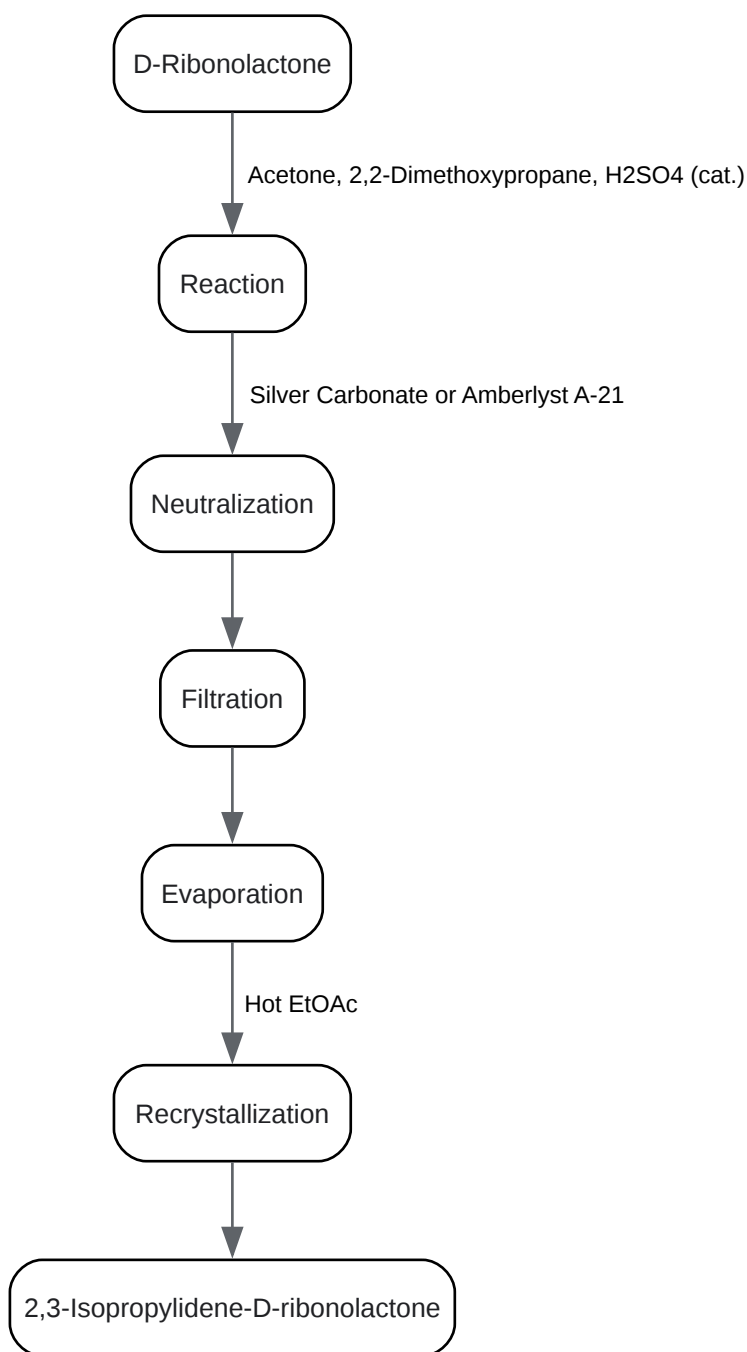 D-Ribonolactone
Acetone, 2,2-Dimethoxypropane, H2SO4 (cat.)
Reaction
Silver Carbonate or Amberlyst A-21
Neutralization
Filtration
Evaporation
Hot EtOAc
Recrystallization
2,3-Isopropylidene-D-ribonolactone